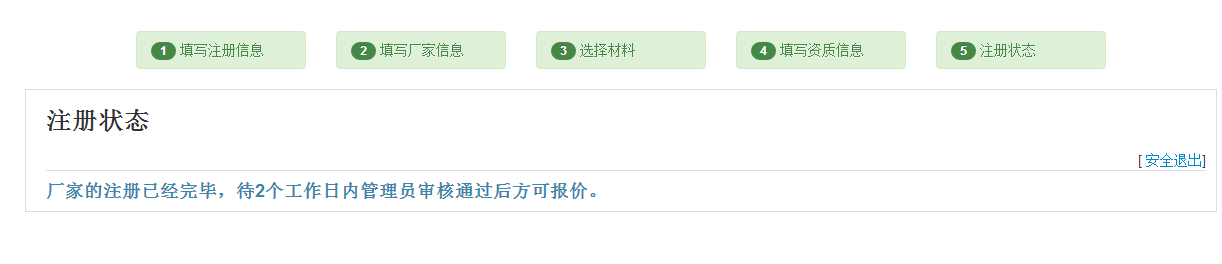 1 填写注册信息 2 填写厂家信息 3 选择材料 4 填写资质信息 5 注册状态
注册状态
[ 安全退出]
厂家的注册已经完毕，待2个工作日内管理员审核通过后方可报价。